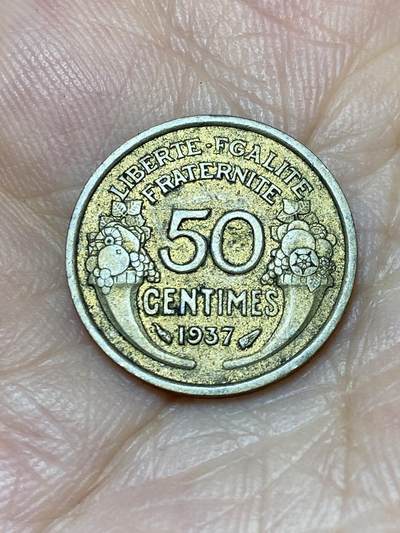 LIBERTE · EGALITE
FRATERNITE
50
CENTIMES
1937